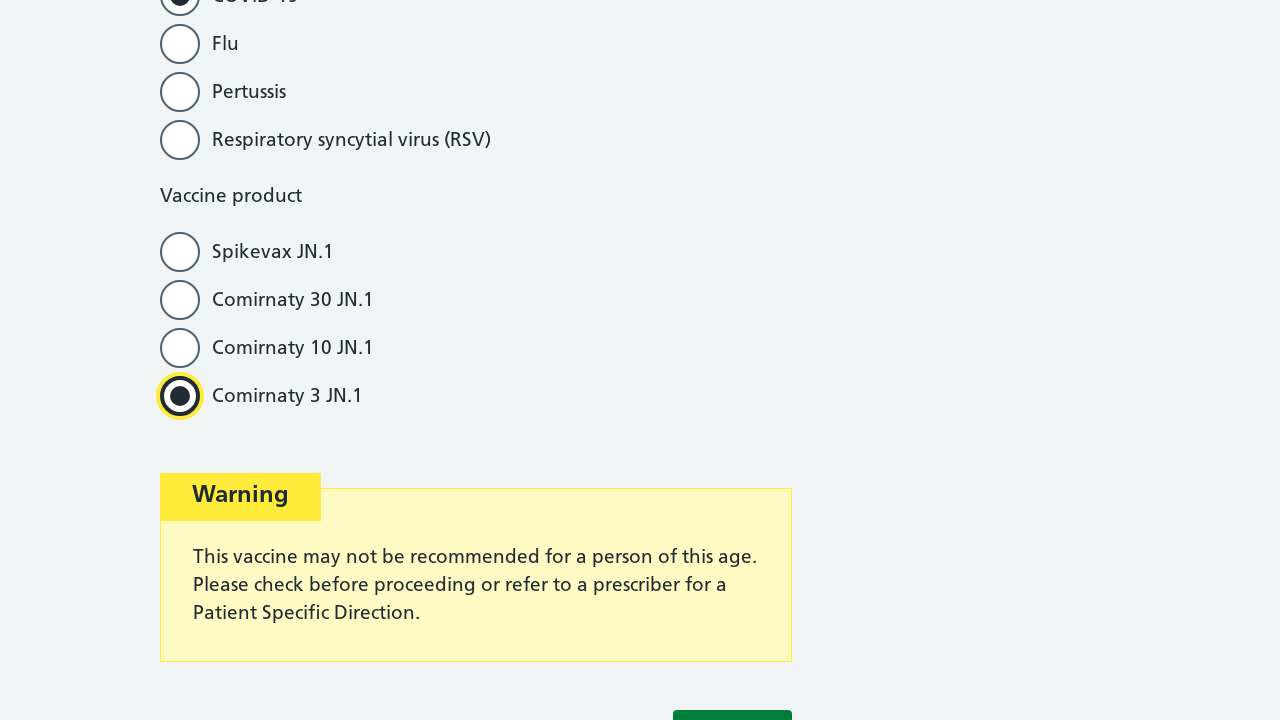 COVID-19
Flu
Pertussis
Respiratory syncytial virus (RSV)
Vaccine product
Spikevax JN.1
Comirnaty 30 JN.1
Comirnaty 10 JN.1
Comirnaty 3 JN.1
Warning
This vaccine may not be recommended for a person of this age.
Please check before proceeding or refer to a prescriber for a
Patient Specific Direction.